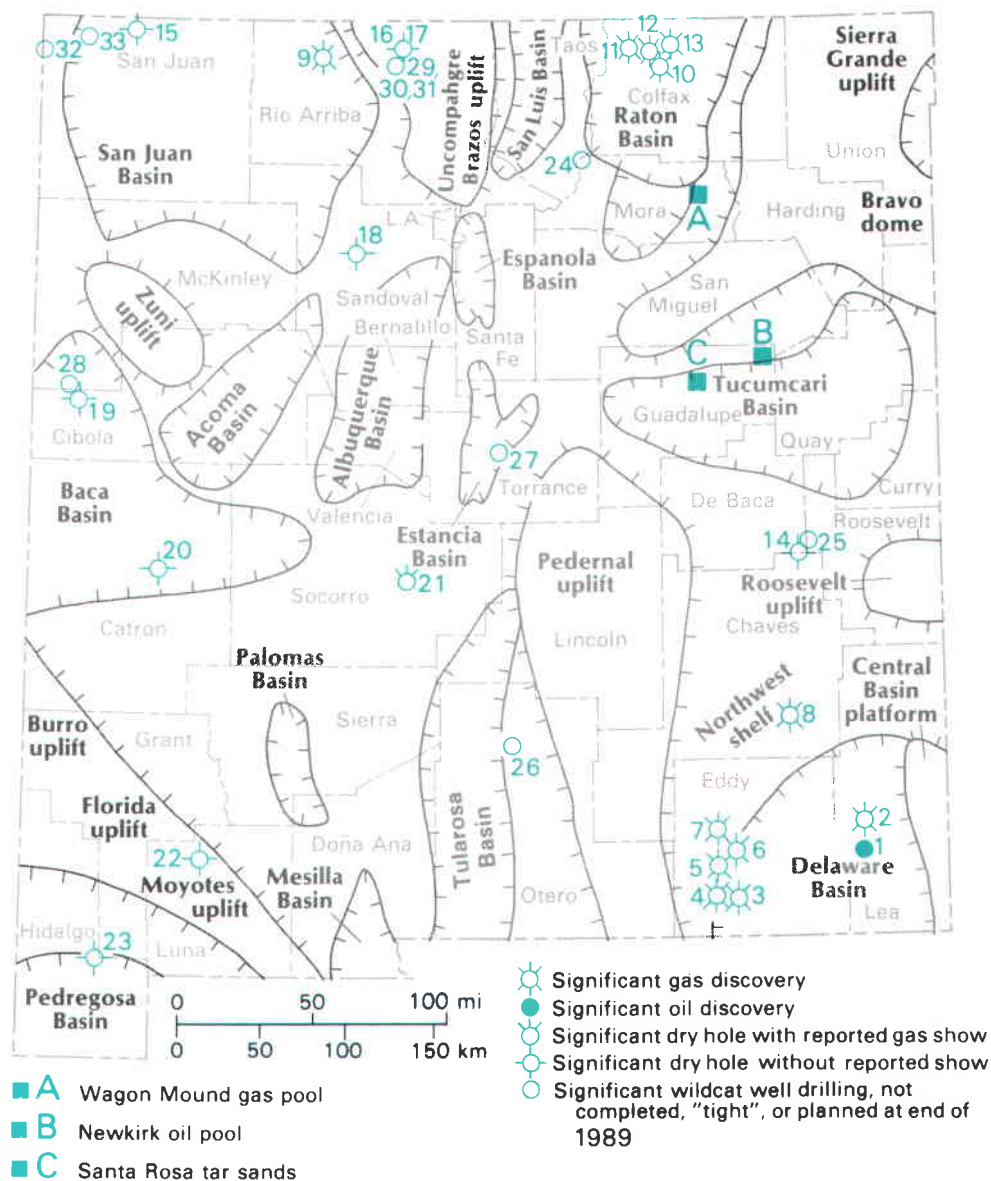 32
33
15
San Juan
9
16 17
29,
30,31
Rio Arriba
San Juan
Basin
Uncompahgre
Brazos uplift
San Luis Basin
Taos
12
11
13
10
Colfax
Raton
Basin
Sierra
Grande
uplift
Union
24
Mora
A
Harding
Bravo
dome
L.A.
18
McKinley
Sandoval
Espanola
Basin
San
Miguel
Zuni
uplift
Bernalillo
Santa
Fe
B
C
Tucumcari
Basin
Guadalupe
Quay
28
19
Cibola
Acoma
Basin
Albuquerque
Basin
27
Torrance
De Baca
Curry
Roosevelt
Baca
Basin
Valencia
Estancia
Basin
20
21
Socorro
Pedernal
uplift
14
25
Roosevelt
uplift
Catron
Lincoln
Chaves
Palomas
Basin
Sierra
Northwest
shelf
8
Central
Basin
platform
Burro
uplift
Grant
26
Eddy
Florida
uplift
Doña Ana
Tularosa
Basin
7
6
5
4
3
2
1
Delaware
Basin
22
Moyotes
uplift
Mesilla
Basin
Otero
Lea
Hidalgo
23
Luna
Pedregosa
Basin
0 50 100 mi
0 50 100 150 km
Significant gas discovery
Significant oil discovery
Significant dry hole with reported gas show
Significant dry hole without reported show
Significant wildcat well drilling, not
completed, "tight", or planned at end of
1989
A Wagon Mound gas pool
B Newkirk oil pool
C Santa Rosa tar sands